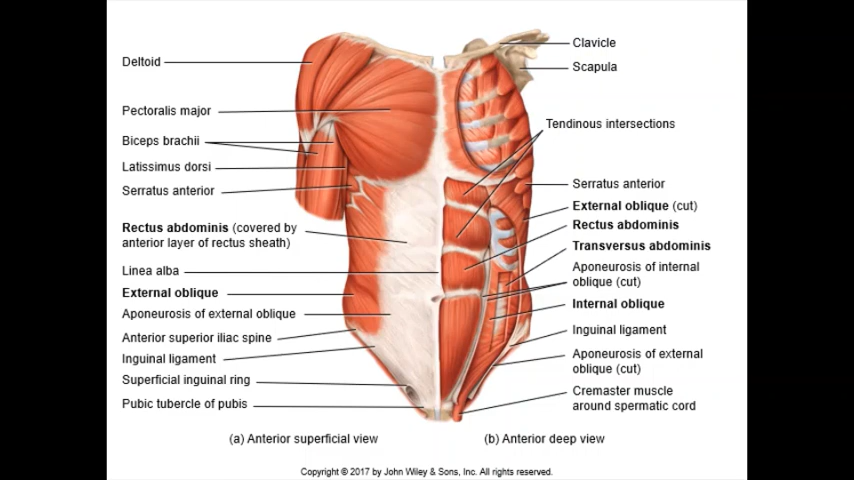 Deltoid
Pectoralis major
Biceps brachii
Latissimus dorsi
Serratus anterior
Rectus abdominis (covered by
anterior layer of rectus sheath)
Linea alba
External oblique
Aponeurosis of external oblique
Anterior superior iliac spine
Inguinal ligament
Superficial inguinal ring
Pubic tubercle of pubis
Clavicle
Scapula
Tendinous intersections
Serratus anterior
External oblique (cut)
Rectus abdominis
Transversus abdominis
Aponeurosis of internal
oblique (cut)
Internal oblique
Inguinal ligament
Aponeurosis of external
oblique (cut)
Cremaster muscle
around spermatic cord
(a) Anterior superficial view
(b) Anterior deep view
Copyright © 2017 by John Wiley & Sons, Inc. All rights reserved.